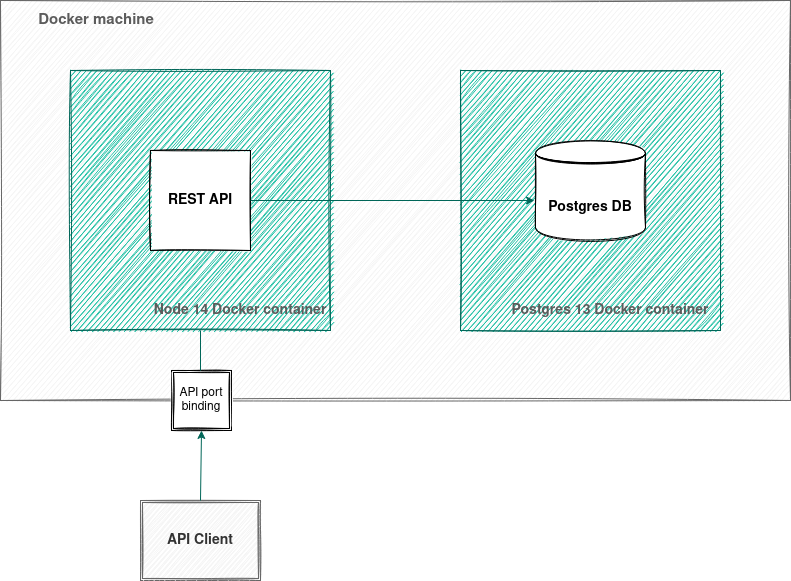 Docker machine
REST API
Postgres DB
Node 14 Docker container
Postgres 13 Docker container
API port
binding
API Client